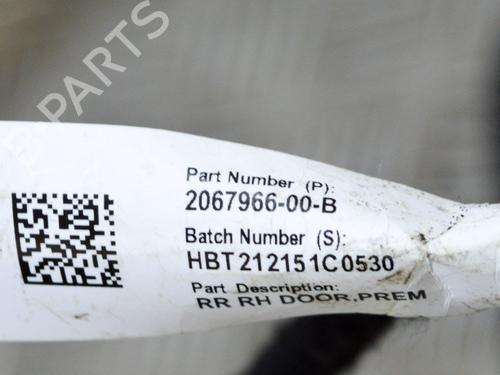 B-PARTS
Part Number (P):
2067966-00-B
Batch Number (S):
HBT212151C0530
Part Description:
RR RH DOOR,PREM